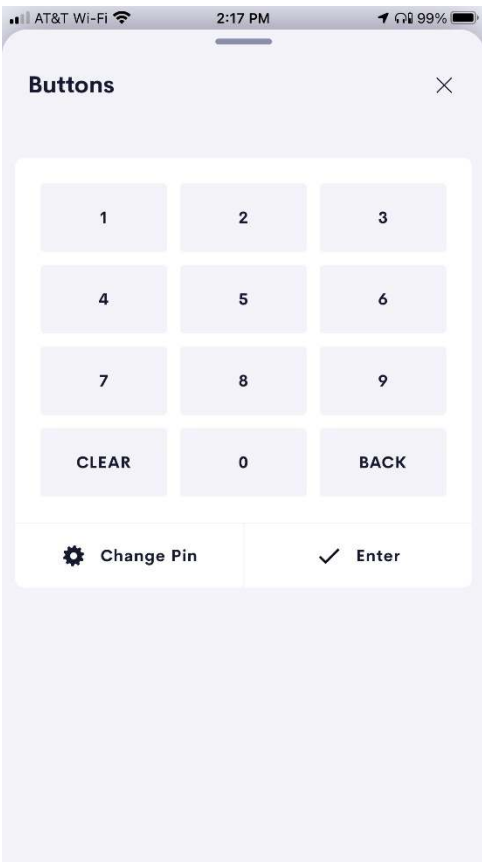 AT&T Wi-Fi 2:17 PM 99%
Buttons
1 2 3
4 5 6
7 8 9
CLEAR 0 BACK
Change Pin Enter